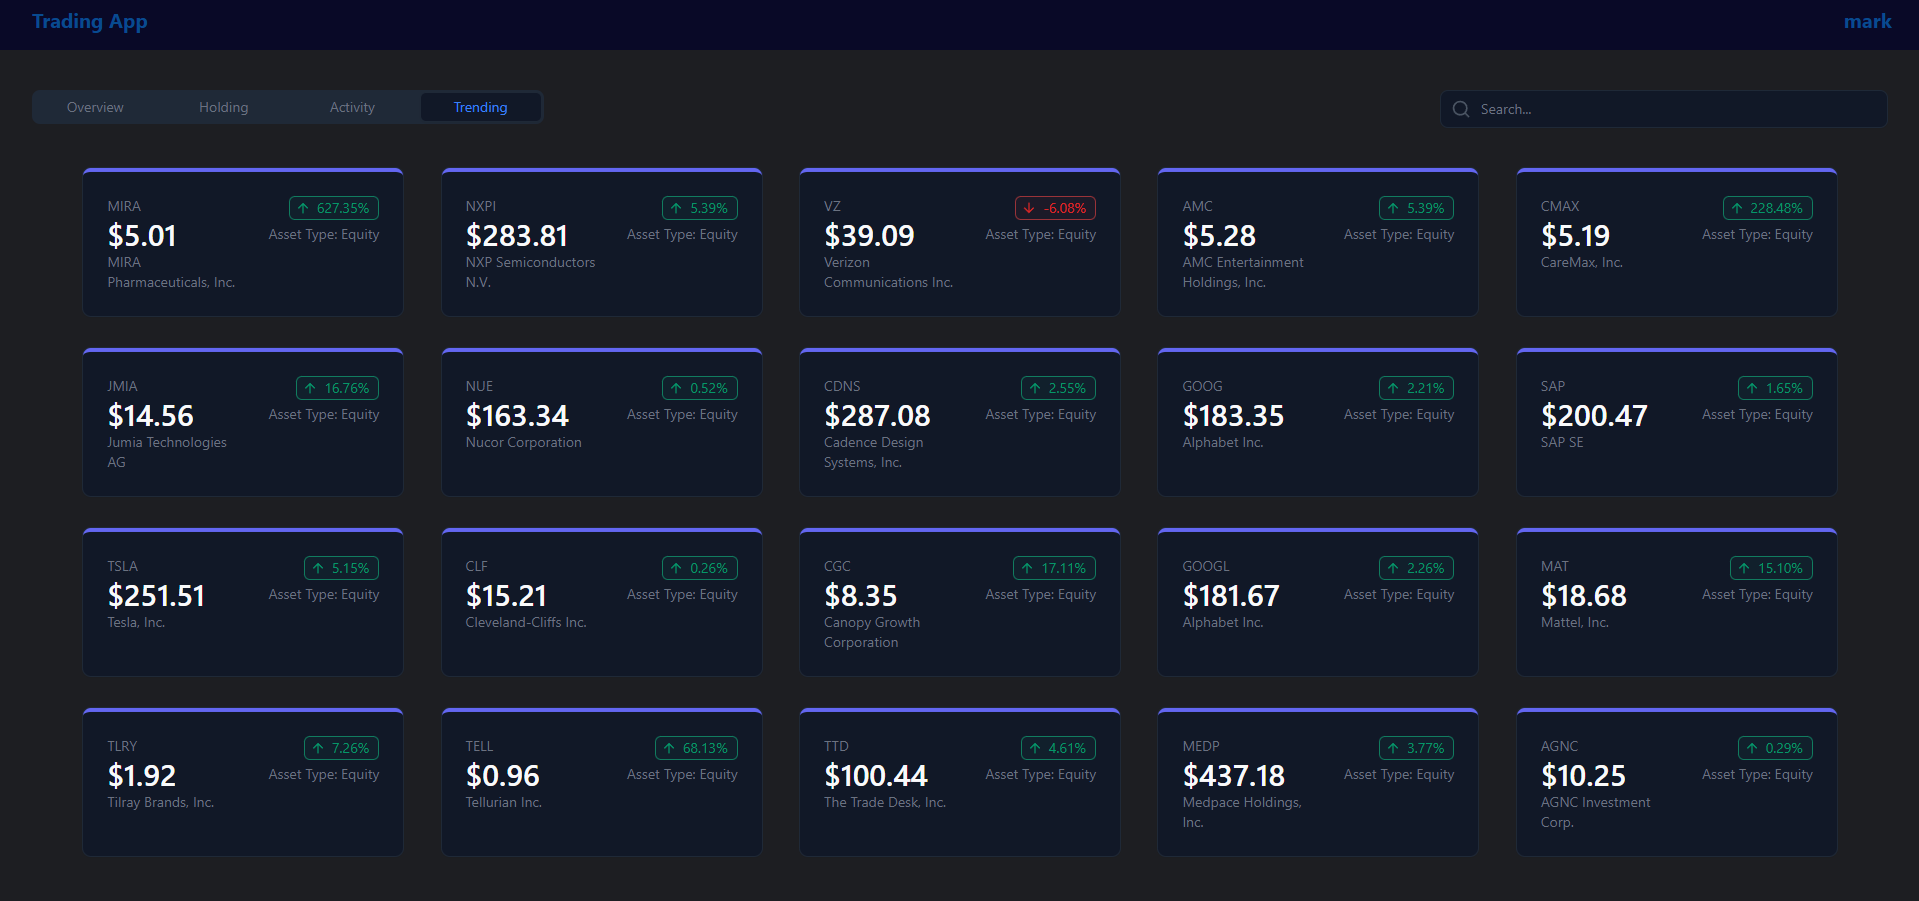 Trading App
mark
Overview
Holding
Activity
Trending
Search...
MIRA
627.35%
$5.01
Asset Type: Equity
MIRA
Pharmaceuticals, Inc.
NXPI
5.39%
$283.81
Asset Type: Equity
NXP Semiconductors
N.V.
VZ
-6.08%
$39.09
Asset Type: Equity
Verizon
Communications Inc.
AMC
5.39%
$5.28
Asset Type: Equity
AMC Entertainment
Holdings, Inc.
CMAX
228.48%
$5.19
Asset Type: Equity
CareMax, Inc.
JMIA
16.76%
$14.56
Asset Type: Equity
Jumia Technologies
AG
NUE
0.52%
$163.34
Asset Type: Equity
Nucor Corporation
CDNS
2.55%
$287.08
Asset Type: Equity
Cadence Design
Systems, Inc.
GOOG
2.21%
$183.35
Asset Type: Equity
Alphabet Inc.
SAP
1.65%
$200.47
Asset Type: Equity
SAP SE
TSLA
5.15%
$251.51
Asset Type: Equity
Tesla, Inc.
CLF
0.26%
$15.21
Asset Type: Equity
Cleveland-Cliffs Inc.
CGC
17.11%
$8.35
Asset Type: Equity
Canopy Growth
Corporation
GOOGL
2.26%
$181.67
Asset Type: Equity
Alphabet Inc.
MAT
15.10%
$18.68
Asset Type: Equity
Mattel, Inc.
TLRY
7.26%
$1.92
Asset Type: Equity
Tilray Brands, Inc.
TELL
68.13%
$0.96
Asset Type: Equity
Tellurian Inc.
TTD
4.61%
$100.44
Asset Type: Equity
The Trade Desk, Inc.
MEDP
3.77%
$437.18
Asset Type: Equity
Medpace Holdings,
Inc.
AGNC
0.29%
$10.25
Asset Type: Equity
AGNC Investment
Corp.